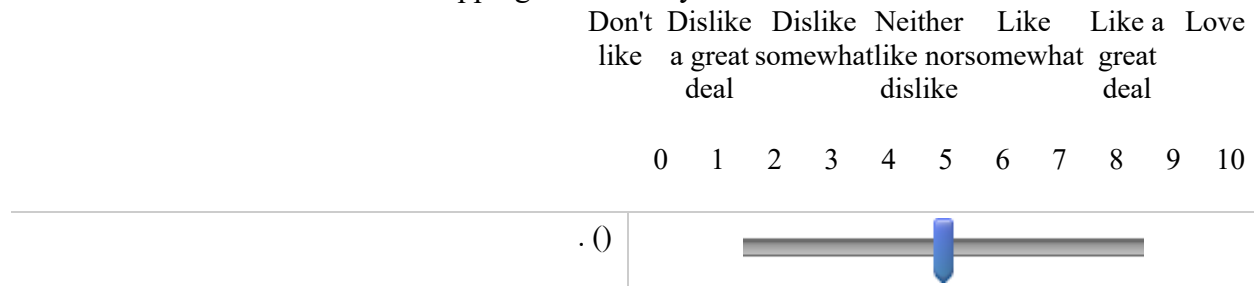 Don't Dislike Dislike Neither Like Like a Love
like a great somewhat like nor somewhat great
deal dislike deal
0 1 2 3 4 5 6 7 8 9 10
. ()